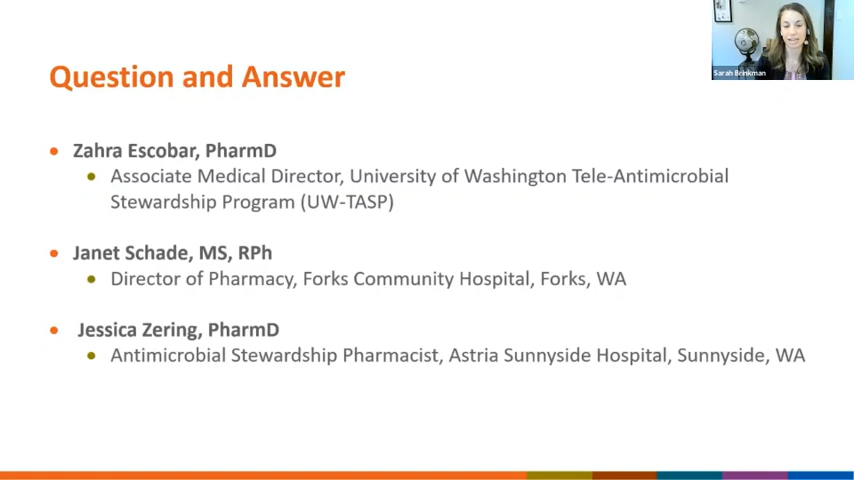 Sarah Brinkman
Question and Answer
• Zahra Escobar, PharmD
• Associate Medical Director, University of Washington Tele-Antimicrobial
Stewardship Program (UW-TASP)
• Janet Schade, MS, RPh
• Director of Pharmacy, Forks Community Hospital, Forks, WA
• Jessica Zering, PharmD
• Antimicrobial Stewardship Pharmacist, Astria Sunnyside Hospital, Sunnyside, WA